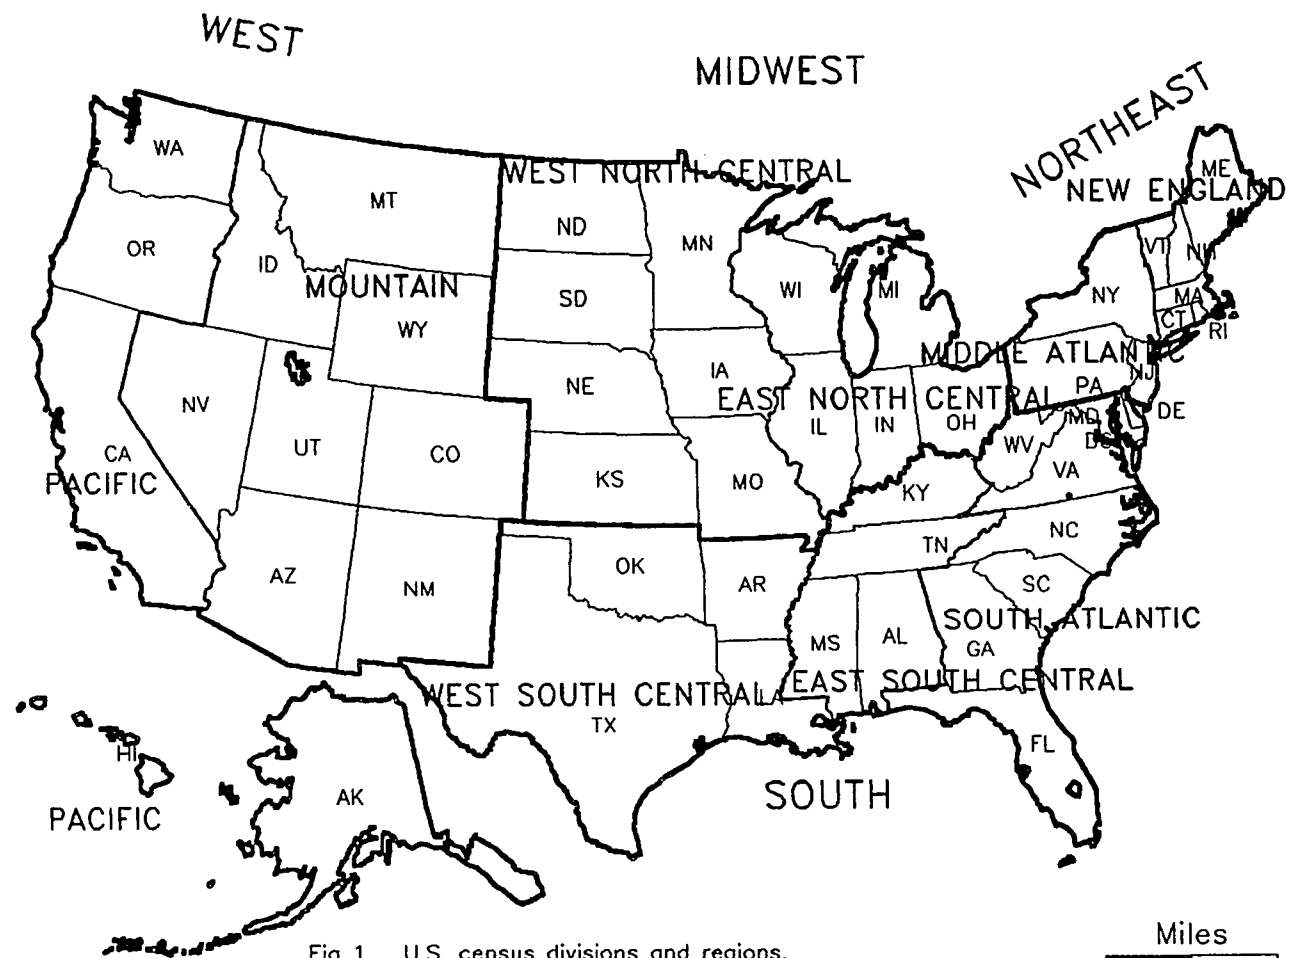 WEST
MIDWEST
NORTHEAST
WA
MT
WEST NORTH CENTRAL
ME
NEW ENGLAND
OR
ID
ND
MN
VT
NH
MOUNTAIN
SD
WI
MI
NY
MA
WY
CT
RI
MIDDLE ATLANTIC
NE
IA
PA
NJ
NV
EAST NORTH CENTRAL
DE
UT
CO
IL
IN
OH
MD
CA
PACIFIC
WV
DC
KS
MO
KY
VA
AZ
NM
OK
AR
TN
NC
SC
MS
AL
SOUTH ATLANTIC
GA
WEST SOUTH CENTRAL
LA
EAST SOUTH CENTRAL
TX
FL
HI
AK
SOUTH
PACIFIC
Miles
Fig 1 U.S. census divisions and regions.